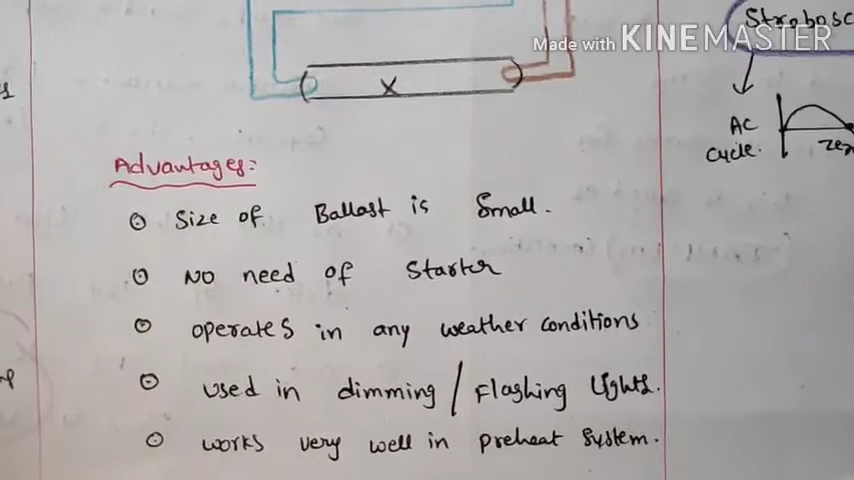 Made with KINEMASTER
AC
cycle.
Advantages:
Size of Ballast is Small.
NO need of Starter
operates in any weather conditions
used in dimming / Flashing Lights.
works very well in preheat System.